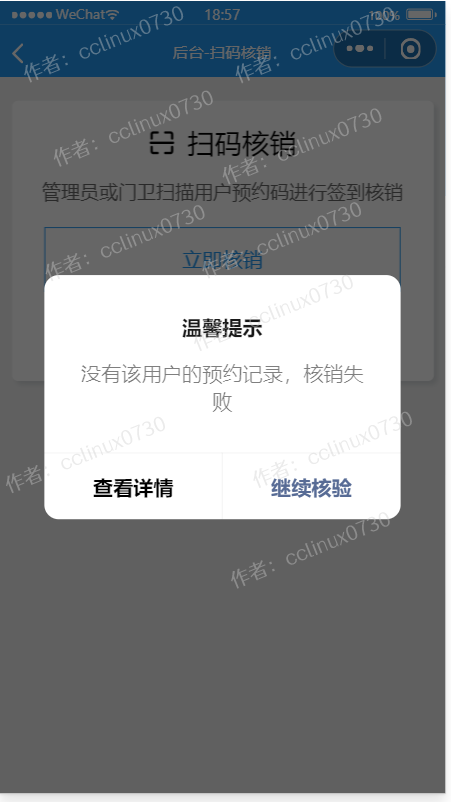 WeChat 18:57 100%
后台-扫码核销
作者：cclinux0730 作者：cclinux0730
作者：cclinux0730 作者：cclinux0730
扫码核销
管理员或门卫扫描用户预约码进行签到核销
作者：cclinux0730 作者：cclinux0730
立即核销
作者：cclinux0730
温馨提示
没有该用户的预约记录，核销失
败
作者：cclinux0730 作者：cclinux0730
查看详情 继续核验
作者：cclinux0730